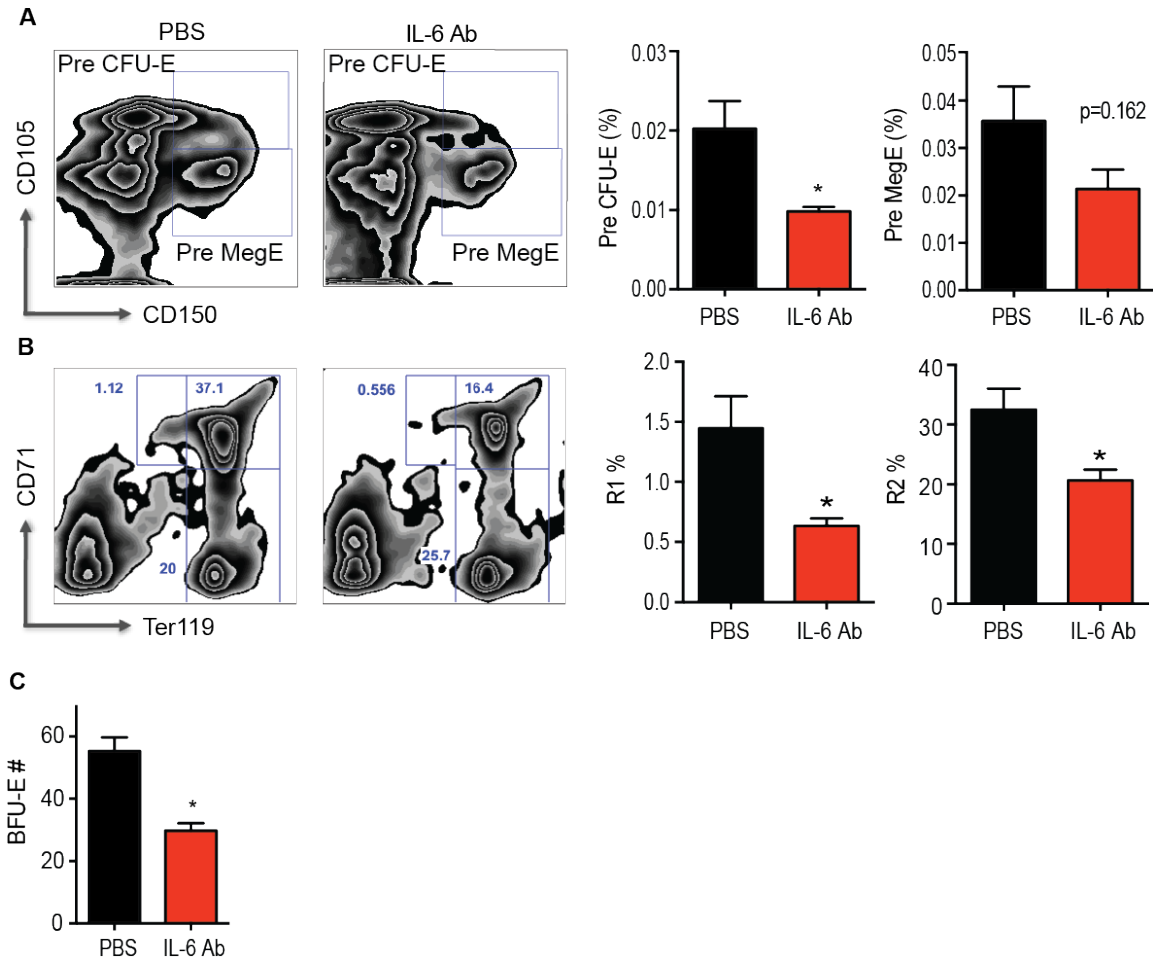 A
PBS
IL-6 Ab
Pre CFU-E
Pre CFU-E
Pre MegE
Pre MegE
CD105
CD150
Pre CFU-E (%)
0.03
0.02
0.01
0.00
*
PBS
IL-6 Ab
Pre MegE (%)
0.05
0.04
0.03
0.02
0.01
0.00
p=0.162
PBS
IL-6 Ab
B
1.12
37.1
20
0.556
16.4
25.7
CD71
Ter119
R1 %
2.0
1.5
1.0
0.5
0.0
*
PBS
IL-6 Ab
R2 %
40
30
20
10
0
*
PBS
IL-6 Ab
C
BFU-E #
60
40
20
0
*
PBS
IL-6 Ab